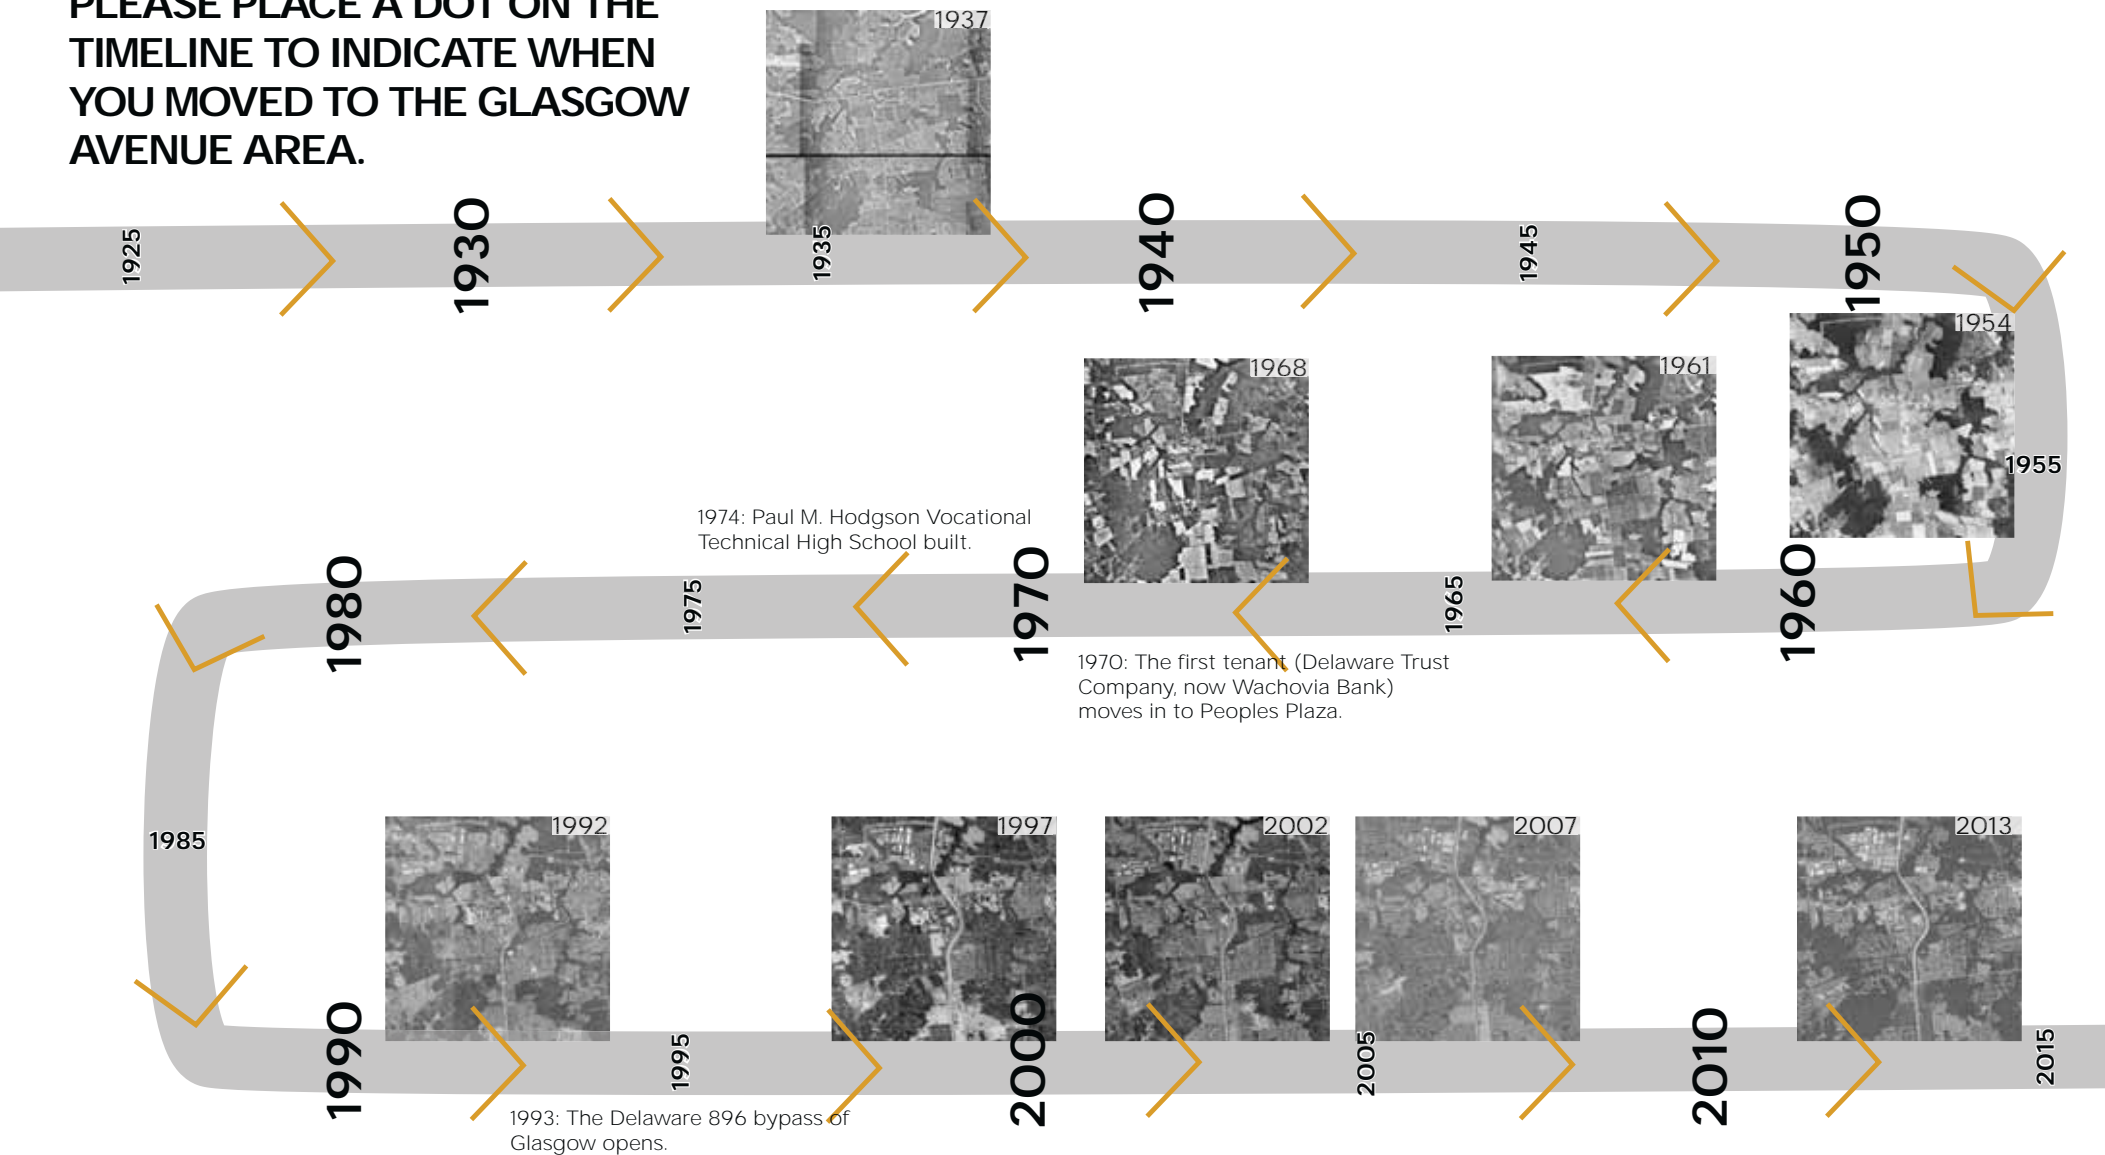 PLEASE PLACE A DOT ON THE
TIMELINE TO INDICATE WHEN
YOU MOVED TO THE GLASGOW
AVENUE AREA.
1937
1925
1930
1935
1940
1945
1950
1954
1955
1961
1968
1960
1965
1970
1970: The first tenant (Delaware Trust
Company, now Wachovia Bank)
moves in to Peoples Plaza.
1974: Paul M. Hodgson Vocational
Technical High School built.
1975
1980
1985
1992
1997
2002
2007
2013
1990
1995
2000
2005
2010
2015
1993: The Delaware 896 bypass of
Glasgow opens.